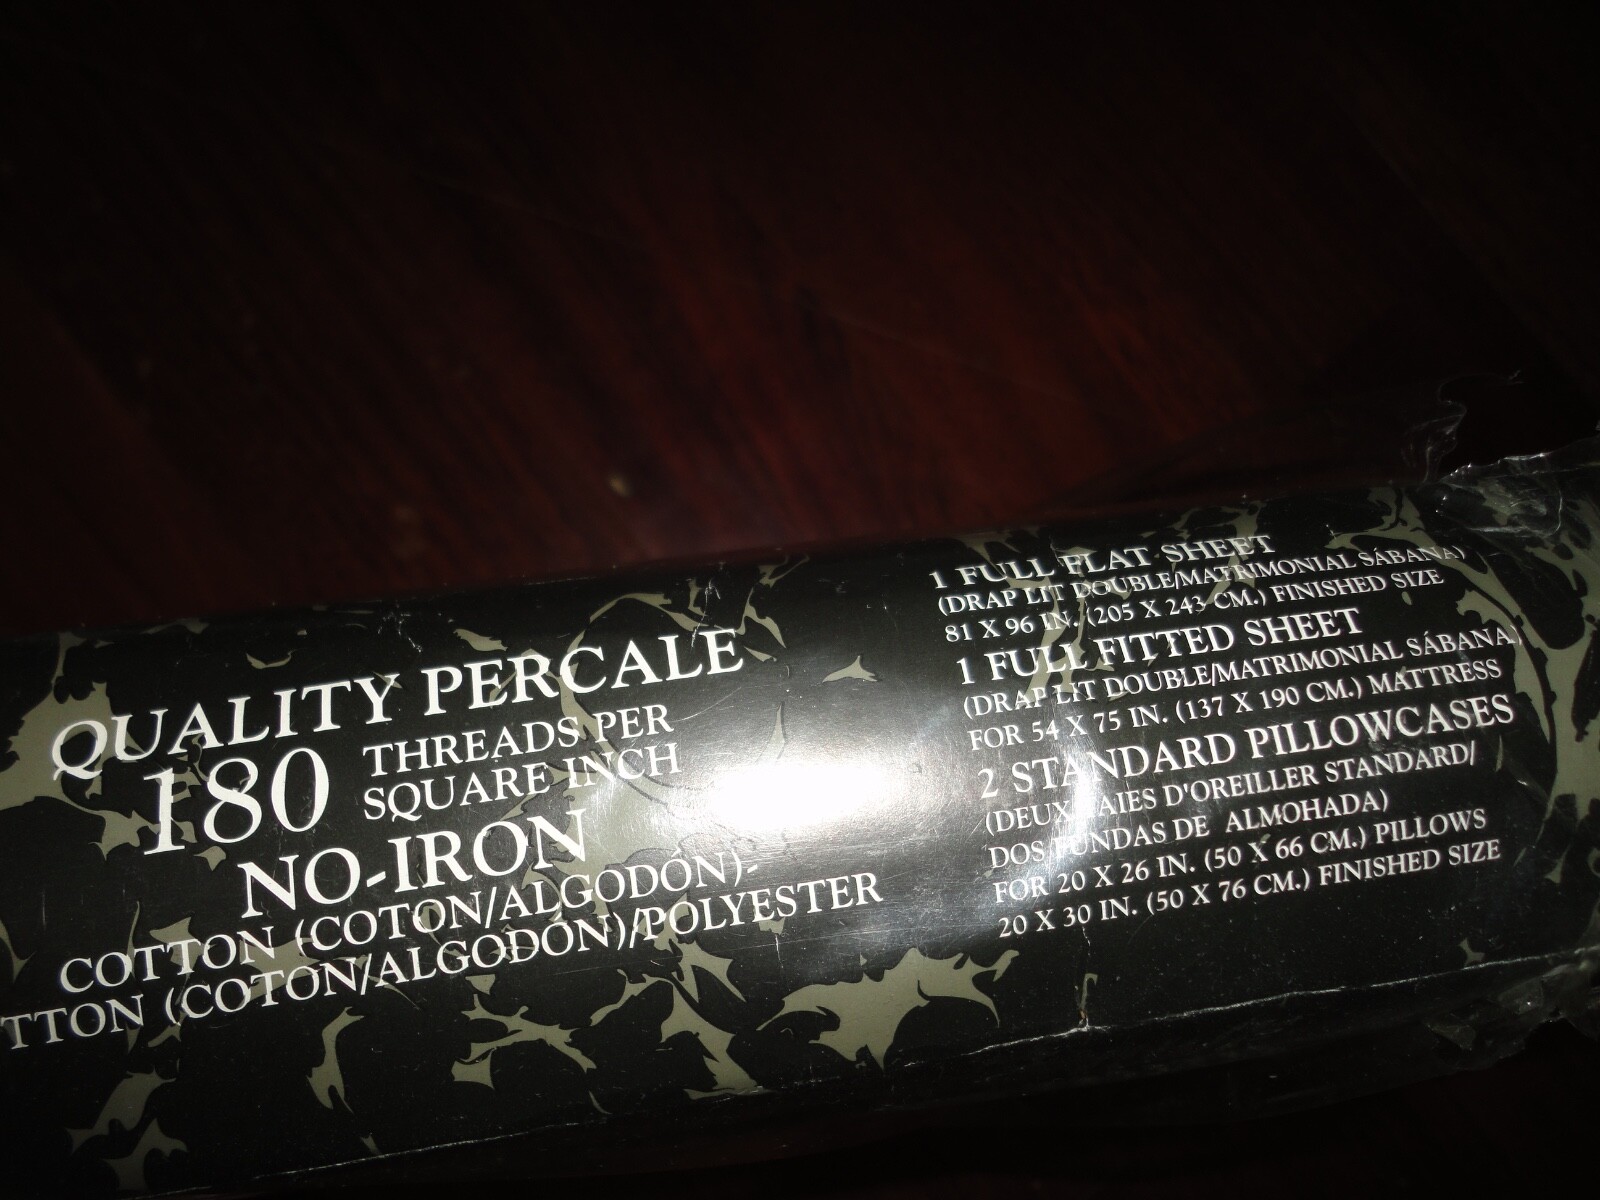 QUALITY PERCALE
180 THREADS PER
SQUARE INCH
NO-IRON
COTTON (COTON/ALGODÓN)-
TTON (COTON/ALGODÓN)/POLYESTER
1 FULL FLAT SHEET
(DRAP LIT DOUBLE/MATRIMONIAL SÁBANA)
81 X 96 IN. (205 X 243 CM.) FINISHED SIZE
1 FULL FITTED SHEET
(DRAP LIT DOUBLE/MATRIMONIAL SÁBANA)
FOR 54 X 75 IN. (137 X 190 CM.) MATTRESS
2 STANDARD PILLOWCASES
(DEUX TAIES D'OREILLER STANDARD/
DOS FUNDAS DE ALMOHADA)
FOR 20 X 26 IN. (50 X 66 CM.) PILLOWS
20 X 30 IN. (50 X 76 CM.) FINISHED SIZE